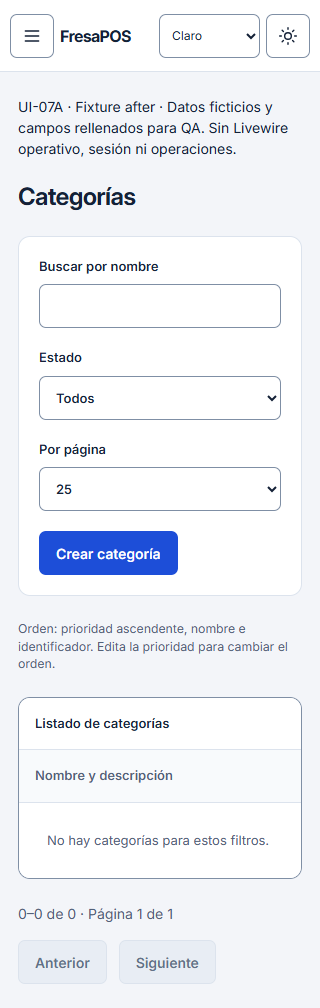 FresaPOS
Claro
UI-07A · Fixture after · Datos ficticios y
campos rellenados para QA. Sin Livewire
operativo, sesión ni operaciones.
Categorías
Buscar por nombre
Estado
Todos
Por página
25
Crear categoría
Orden: prioridad ascendente, nombre e
identificador. Edita la prioridad para cambiar el
orden.
Listado de categorías
Nombre y descripción
No hay categorías para estos filtros.
0–0 de 0 · Página 1 de 1
Anterior
Siguiente